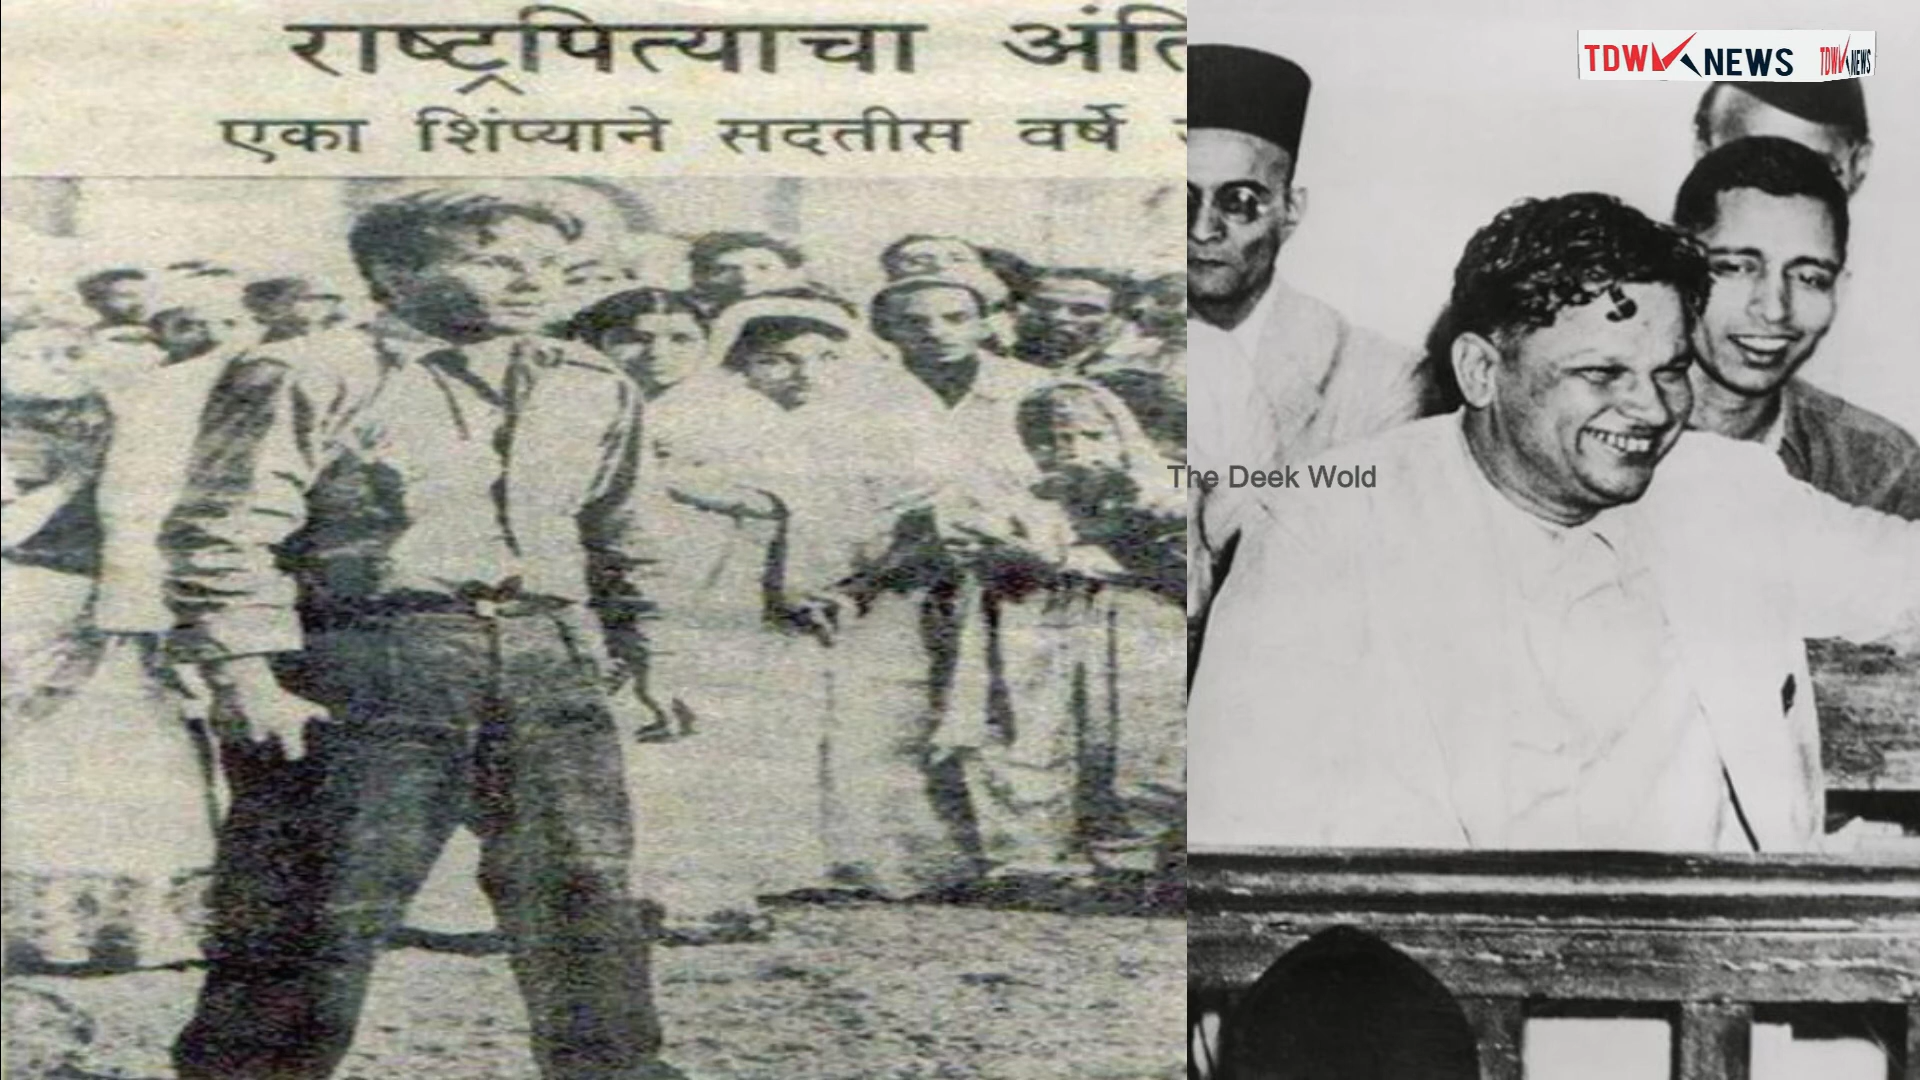 राष्ट्रपित्याचा
एका शिंप्याने सदतीस वर्षे
TDW NEWS TDW NEWS
The Deek Wold